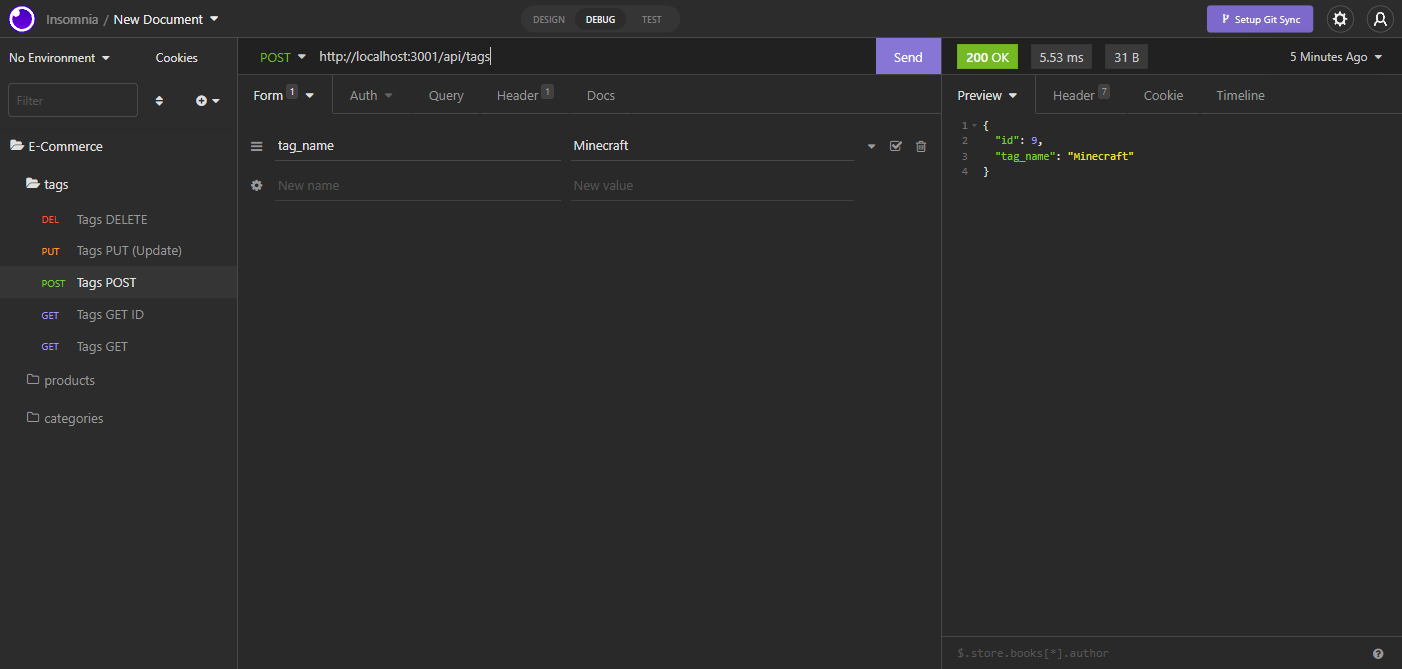 Insomnia / New Document
DESIGN DEBUG TEST
Setup Git Sync
No Environment Cookies
POST http://localhost:3001/api/tags
Send
200 OK 5.53 ms 31 B
5 Minutes Ago
Filter
Form 1 Auth Query Header 1 Docs
Preview Header 7 Cookie Timeline
E-Commerce
tags
DEL Tags DELETE
PUT Tags PUT (Update)
POST Tags POST
GET Tags GET ID
GET Tags GET
products
categories
tag_name Minecraft
New name New value
1 {
2 "id": 9,
3 "tag_name": "Minecraft"
4 }
$.store.books[*].author